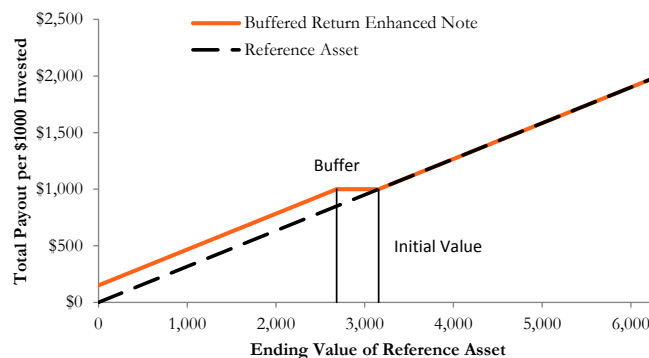 $2,500
Buffered Return Enhanced Note
Reference Asset
$2,000
$1,500
Buffer
$1,000
Initial Value
$500
$0
0 1,000 2,000 3,000 4,000 5,000 6,000
Total Payout per $1000 Invested
Ending Value of Reference Asset